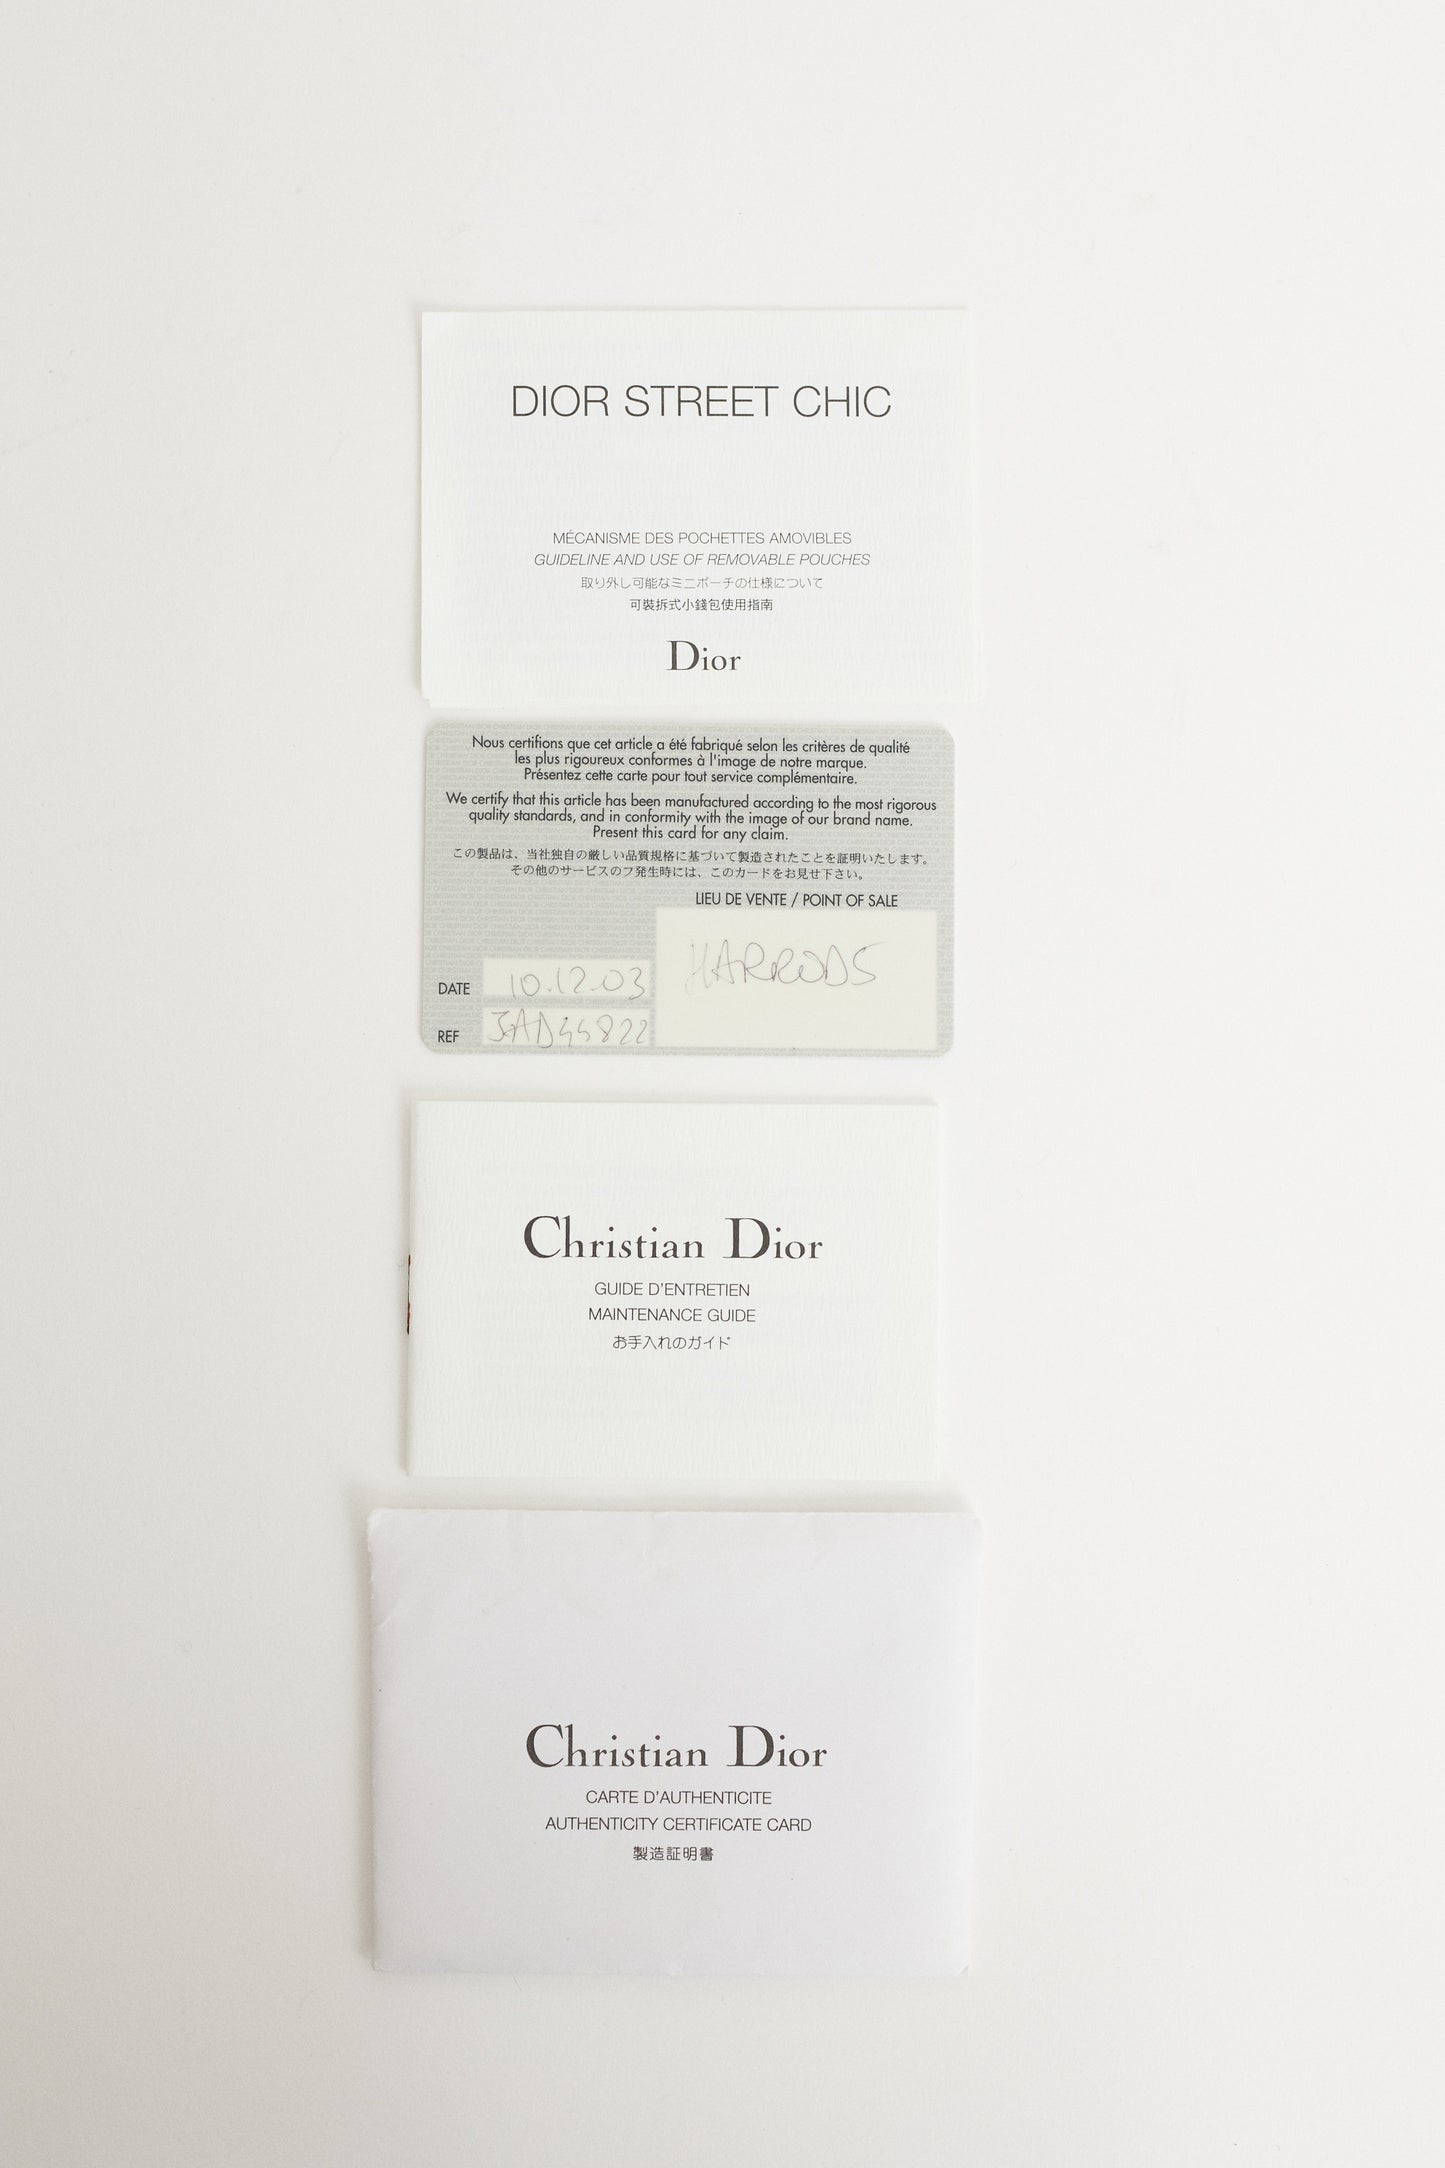 DIOR STREET CHIC
MÉCANISME DES POCHETTES AMOVIBLES
GUIDELINE AND USE OF REMOVABLE POUCHES
取り外し可能なミニポーチの仕様について
可裝拆式小錢包使用指南
Dior
Nous certifions que cet article a été fabriqué selon les critères de qualité
les plus rigoureux conformes à l'image de notre marque.
Présentez cette carte pour tout service complémentaire.
We certify that this article has been manufactured according to the most rigorous
quality standards, and in conformity with the image of our brand name.
Present this card for any claim.
この製品は、当社独自の厳しい品質規格に基づいて製造されたことを証明いたします。
その他のサービスのフ発生時には、このカードをお見せ下さい。
LIEU DE VENTE / POINT OF SALE
HARRODS
DATE 10.12.03
REF
Christian Dior
GUIDE D'ENTRETIEN
MAINTENANCE GUIDE
お手入れのガイド
Christian Dior
CARTE D'AUTHENTICITE
AUTHENTICITY CERTIFICATE CARD
製造証明書